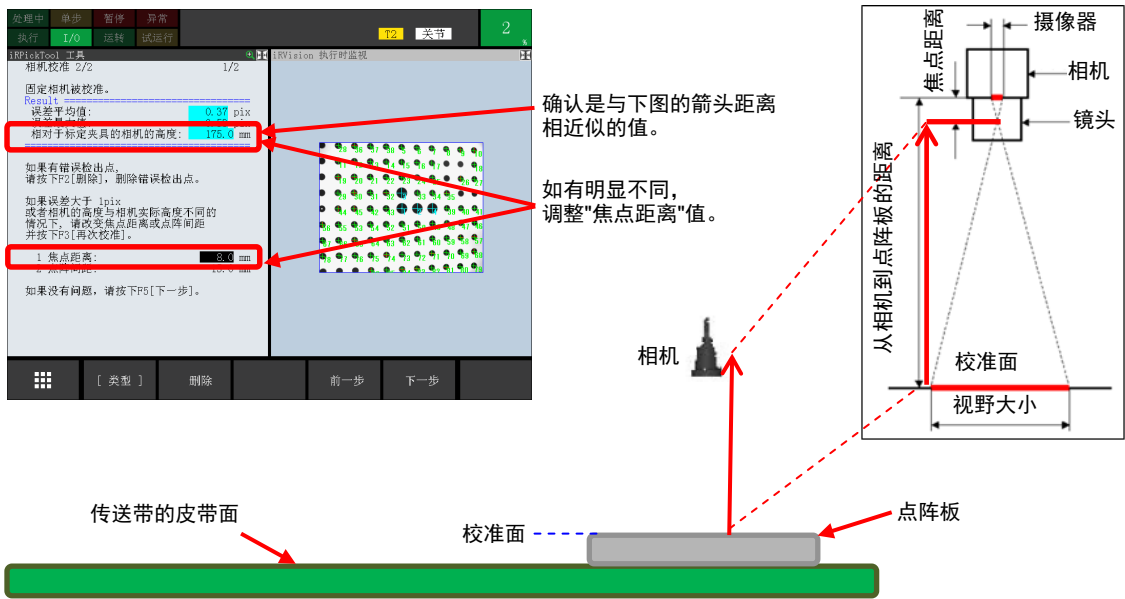 处理中 单步 暂停 异常
执行 I/O 运转 试运行
T2 关节
2
%
iRPickTool 工具
相机校准 2/2 1/2
固定相机被校准。
Result
误差平均值: 0.37 pix
相对于标定夹具的相机的高度: 175.0 mm
如果有错误检出点,
请按下F2[删除], 删除错误检出点。
如果误差大于 1pix
或者相机的高度与相机实际高度不同的
情况下, 请改变焦点距离或点阵间距
并按下F3[再次校准]。
1 焦点距离: 8.0 mm
2 点阵间距: 15.0 mm
如果没有问题, 请按下F5[下一步]。
iRVision 执行时监视
[ 类型 ] 删除 前一步 下一步
确认是与下图的箭头距离
相近似的值。
如有明显不同,
调整"焦点距离"值。
焦点距离
摄像器
相机
镜头
从相机到点阵板的距离
校准面
视野大小
相机
传送带的皮带面
校准面
点阵板